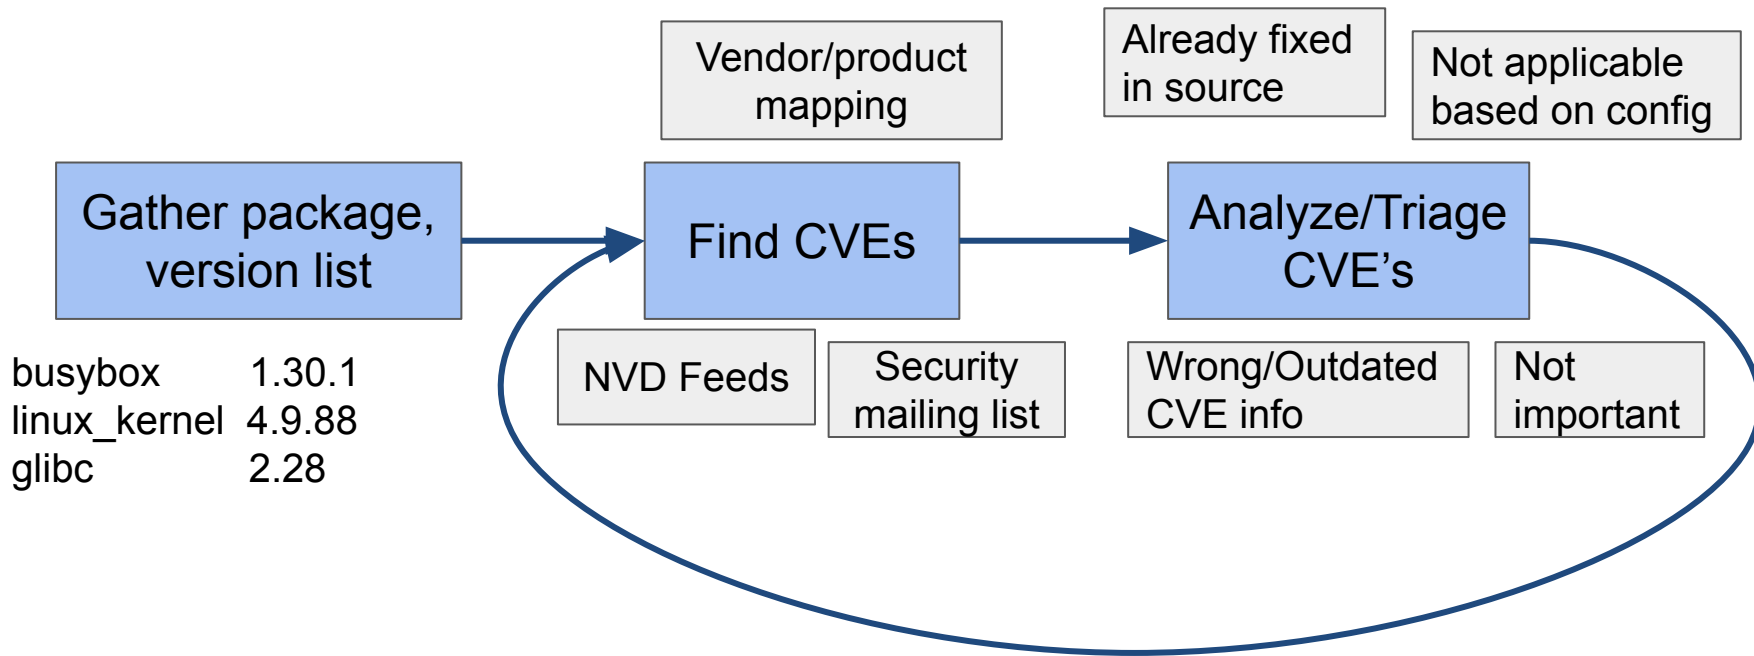 Vendor/product
mapping
Already fixed
in source
Not applicable
based on config
Gather package,
version list
Find CVEs
Analyze/Triage
CVE’s
busybox 1.30.1
linux_kernel 4.9.88
glibc 2.28
NVD Feeds
Security
mailing list
Wrong/Outdated
CVE info
Not
important